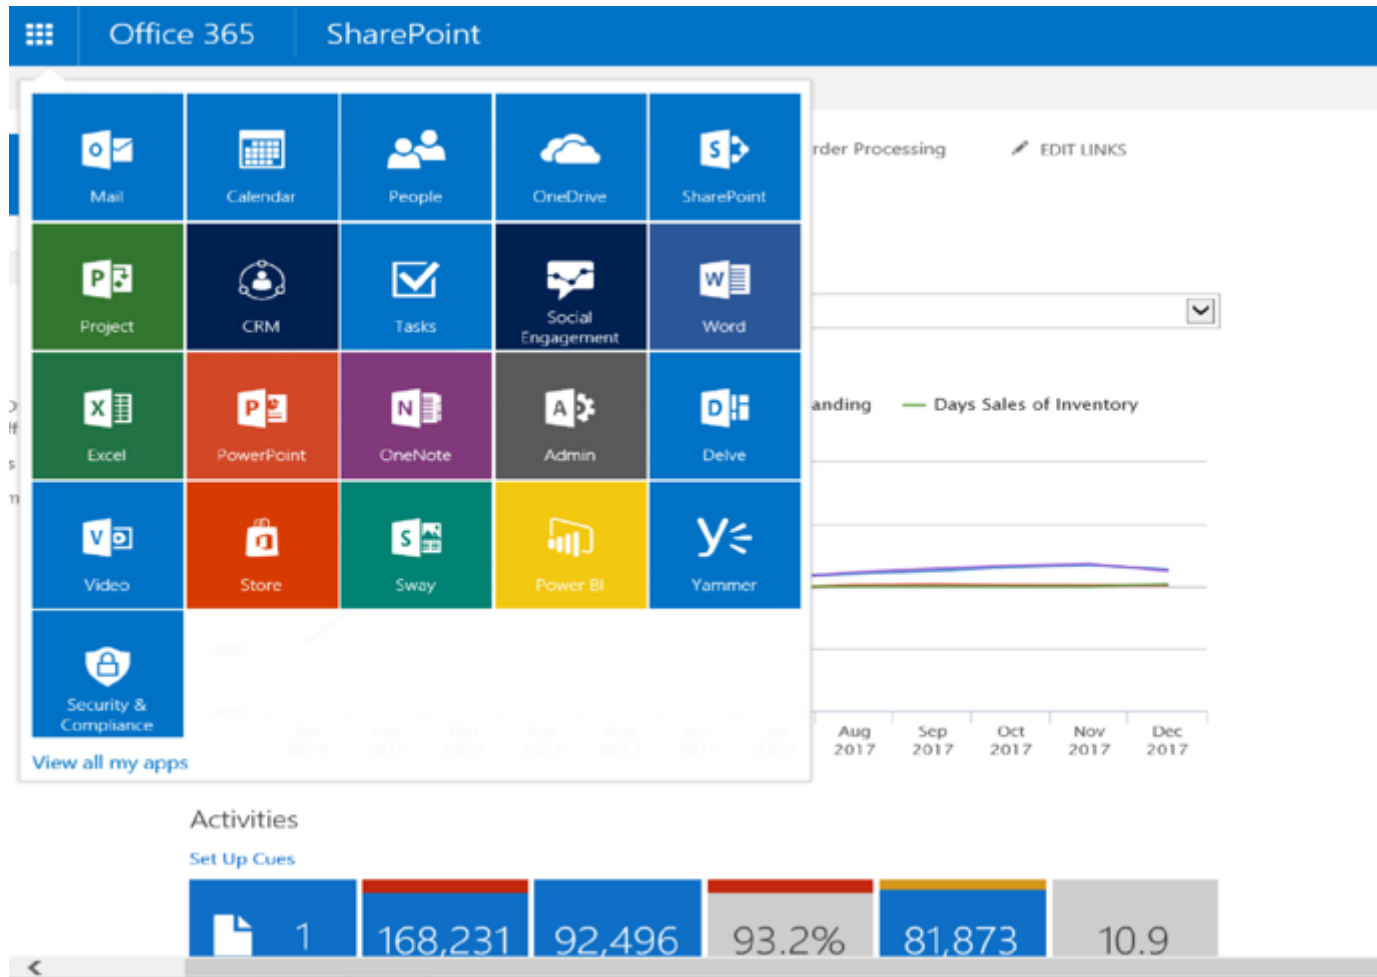 Office 365
SharePoint
Mail
Calendar
People
OneDrive
SharePoint
rder Processing
EDIT LINKS
Project
CRM
Tasks
Social
Engagement
Word
Excel
PowerPoint
OneNote
Admin
Delve
anding
Days Sales of Inventory
Video
Store
Sway
Power BI
Yammer
Security &
Compliance
View all my apps
Aug
2017
Sep
2017
Oct
2017
Nov
2017
Dec
2017
Activities
Set Up Cues
1
168,231
92,496
93.2%
81,873
10.9